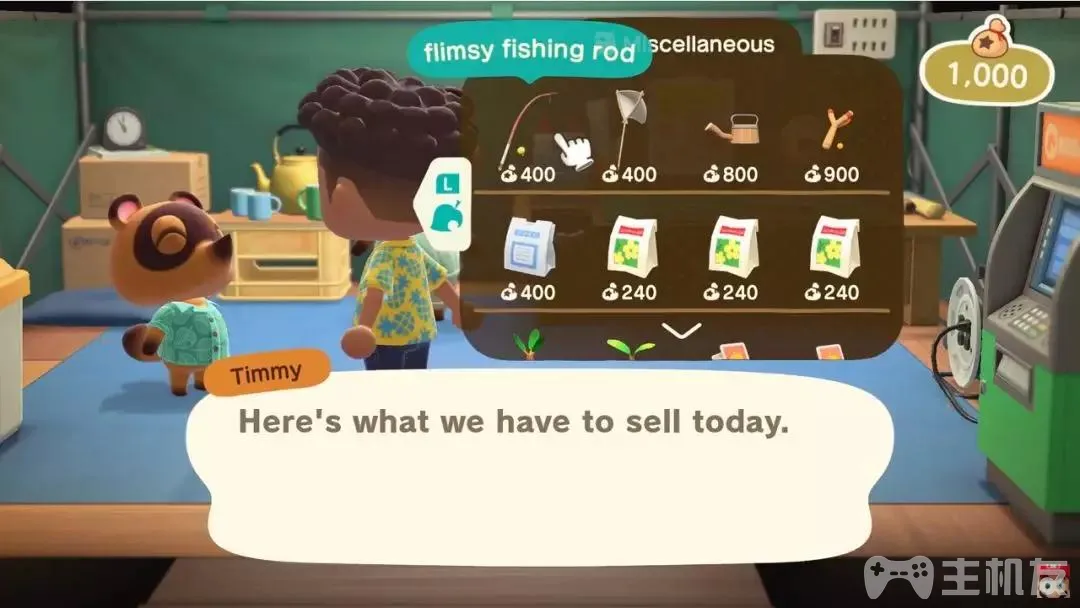 flimsy fishing rod
Miscellaneous
1,000
400 400 800 900
L
400 240 240 240
Timmy
Here's what we have to sell today.
主机友